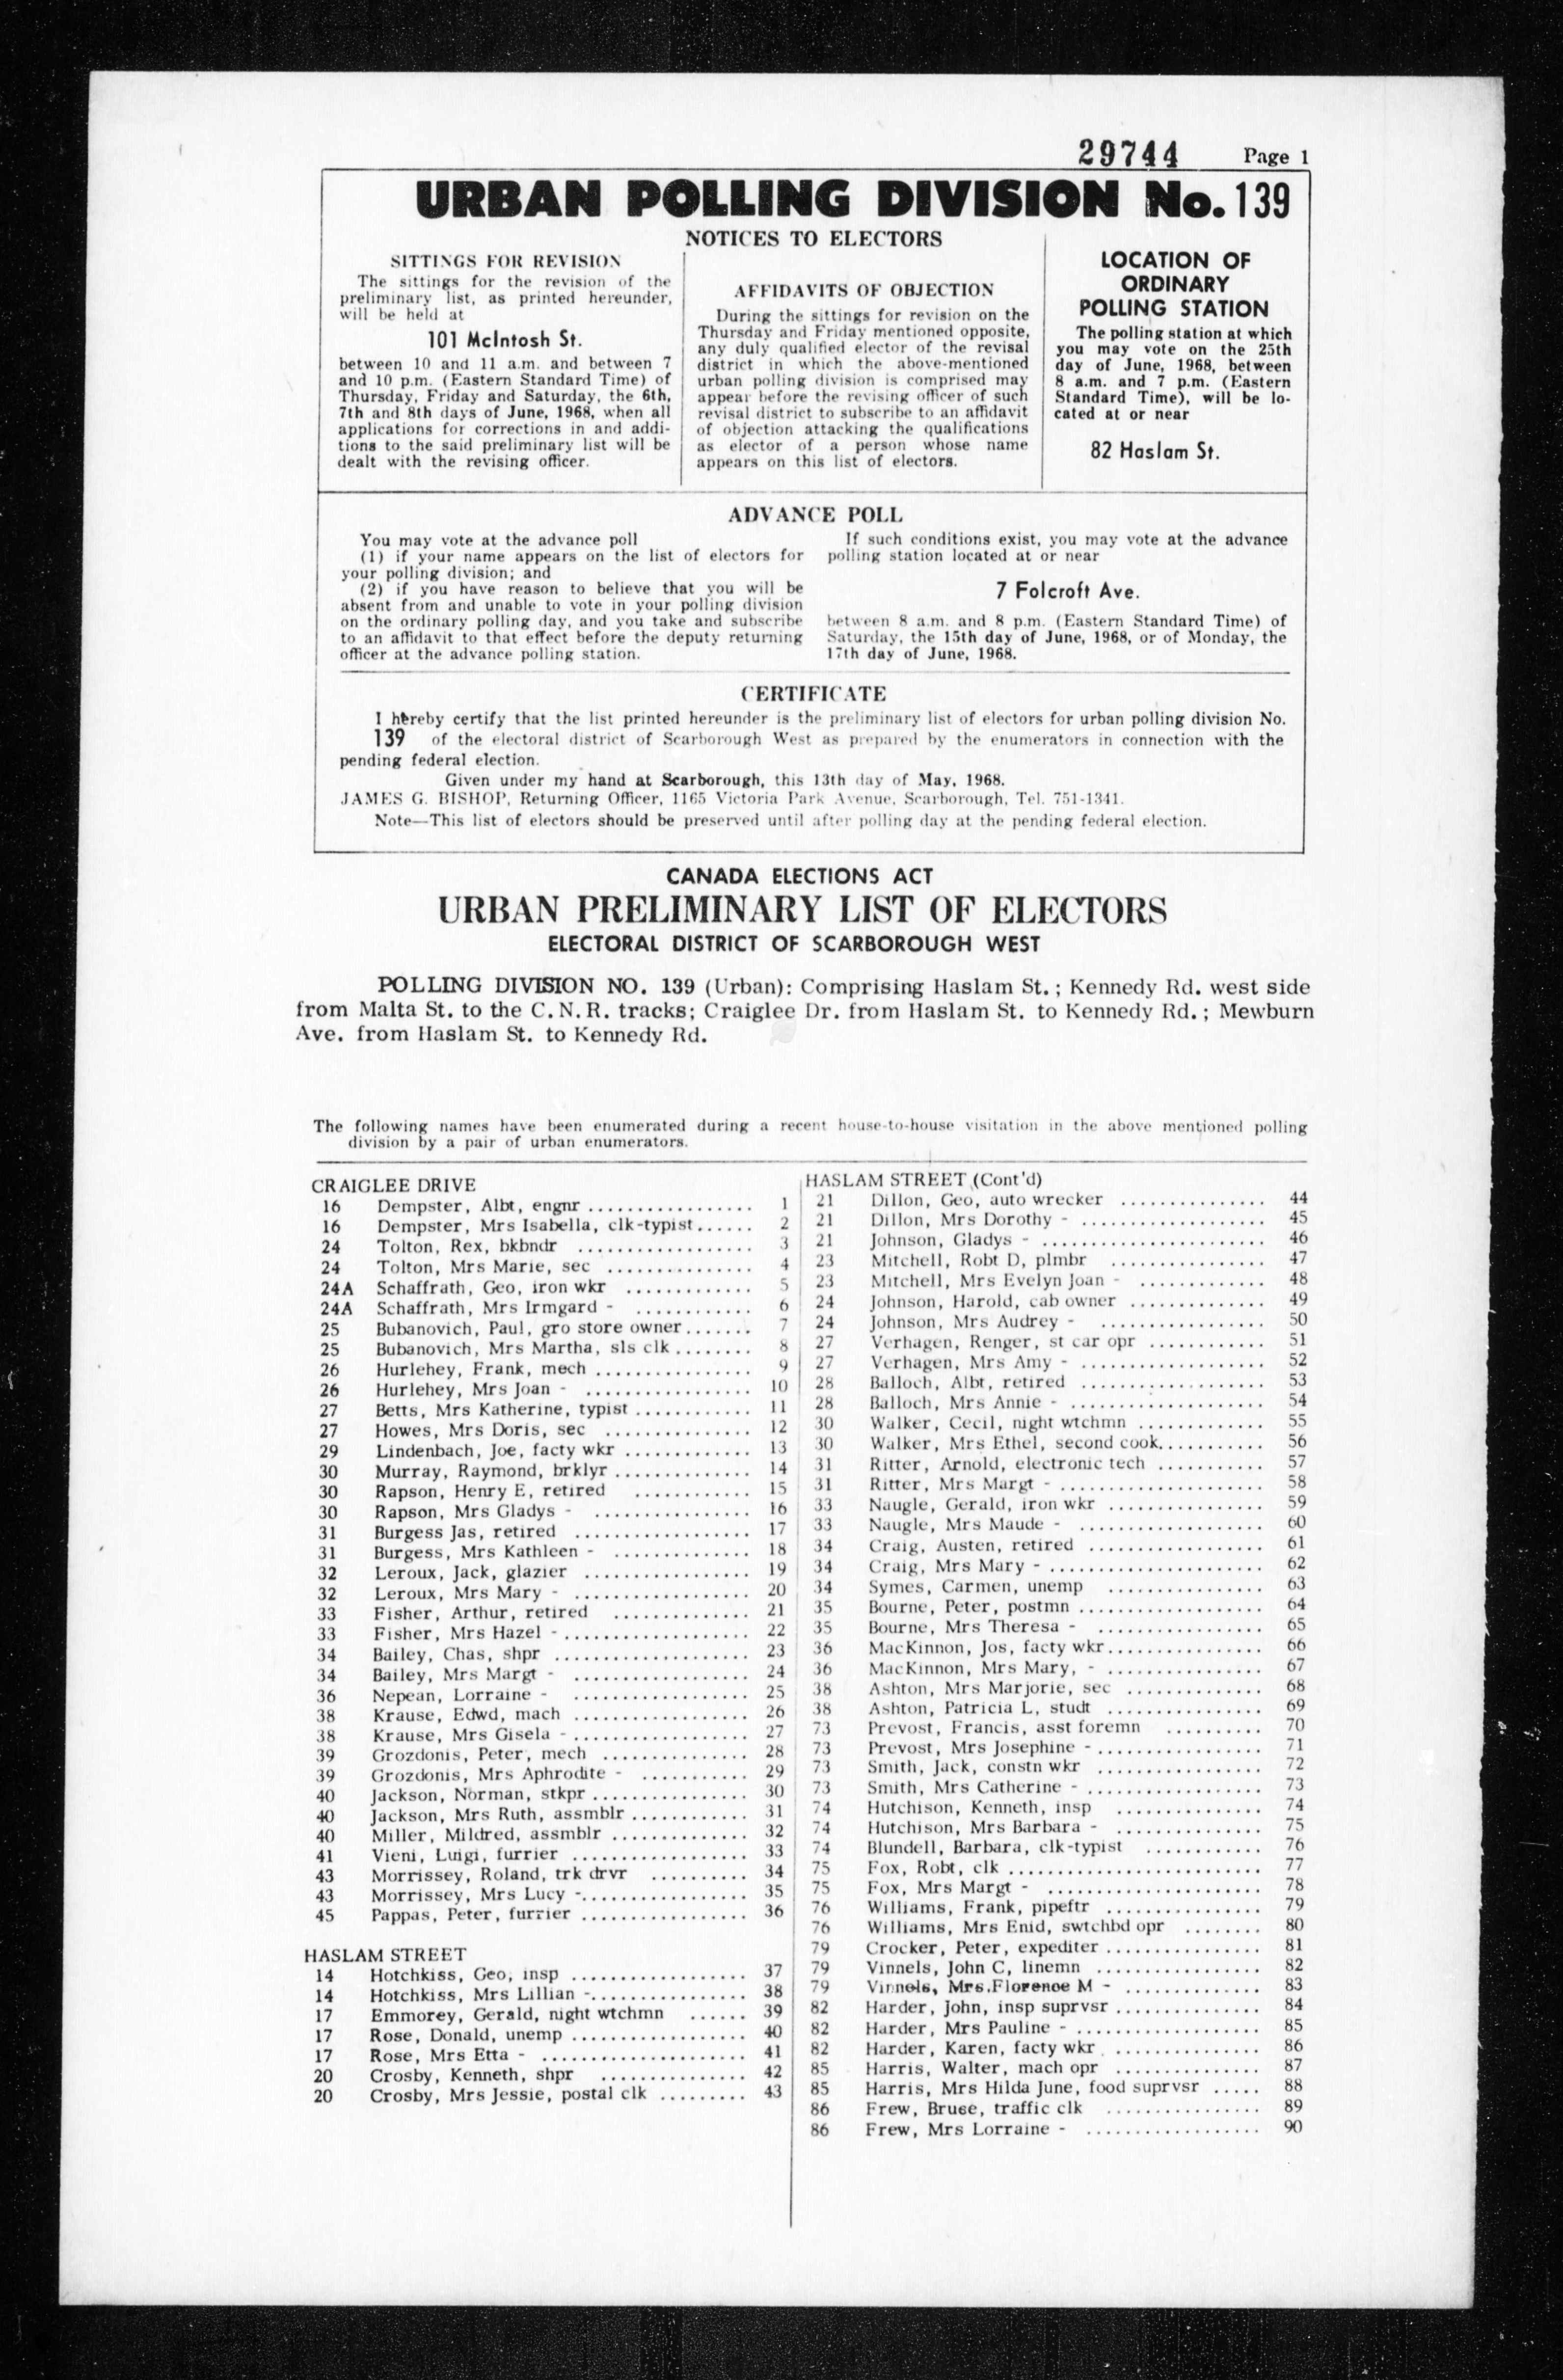 29744 Page 1
URBAN POLLING DIVISION No. 139
NOTICES TO ELECTORS
SITTINGS FOR REVISION
The sittings for the revision of the
preliminary list, as printed hereunder,
will be held at
101 McIntosh St.
between 10 and 11 a.m. and between 7
and 10 p.m. (Eastern Standard Time) of
Thursday, Friday and Saturday, the 6th,
7th and 8th days of June, 1968, when all
applications for corrections in and addi-
tions to the said preliminary list will be
dealt with the revising officer.
AFFIDAVITS OF OBJECTION
During the sittings for revision on the
Thursday and Friday mentioned opposite,
any duly qualified elector of the revisal
district in which the above-mentioned
urban polling division is comprised may
appear before the revising officer of such
revisal district to subscribe to an affidavit
of objection attacking the qualifications
as elector of a person whose name
appears on this list of electors.
LOCATION OF
ORDINARY
POLLING STATION
The polling station at which
you may vote on the 25th
day of June, 1968, between
8 a.m. and 7 p.m. (Eastern
Standard Time), will be lo-
cated at or near
82 Haslam St.
ADVANCE POLL
You may vote at the advance poll
(1) if your name appears on the list of electors for
your polling division; and
(2) if you have reason to believe that you will be
absent from and unable to vote in your polling division
on the ordinary polling day, and you take and subscribe
to an affidavit to that effect before the deputy returning
officer at the advance polling station.
If such conditions exist, you may vote at the advance
polling station located at or near
7 Folcroft Ave.
between 8 a.m. and 8 p.m. (Eastern Standard Time) of
Saturday, the 15th day of June, 1968, or of Monday, the
17th day of June, 1968.
CERTIFICATE
I hereby certify that the list printed hereunder is the preliminary list of electors for urban polling division No.
139 of the electoral district of Scarborough West as prepared by the enumerators in connection with the
pending federal election.
Given under my hand at Scarborough, this 13th day of May, 1968.
JAMES G. BISHOP, Returning Officer, 1165 Victoria Park Avenue, Scarborough, Tel. 751-1341.
Note—This list of electors should be preserved until after polling day at the pending federal election.
CANADA ELECTIONS ACT
URBAN PRELIMINARY LIST OF ELECTORS
ELECTORAL DISTRICT OF SCARBOROUGH WEST
POLLING DIVISION NO. 139 (Urban): Comprising Haslam St.; Kennedy Rd. west side
from Malta St. to the C.N.R. tracks; Craiglee Dr. from Haslam St. to Kennedy Rd.; Mewburn
Ave. from Haslam St. to Kennedy Rd.
The following names have been enumerated during a recent house-to-house visitation in the above mentioned polling
division by a pair of urban enumerators.
CRAIGLEE DRIVE
16 Dempster, Albt, engnr ................. 1
16 Dempster, Mrs Isabella, clk-typist...... 2
24 Tolton, Rex, bkbndr .................. 3
24 Tolton, Mrs Marie, sec ............... 4
24A Schaffrath, Geo, iron wkr ............. 5
24A Schaffrath, Mrs Irmgard - ............ 6
25 Bubanovich, Paul, gro store owner....... 7
25 Bubanovich, Mrs Martha, sls clk........ 8
26 Hurlehey, Frank, mech ................ 9
26 Hurlehey, Mrs Joan - ................. 10
27 Betts, Mrs Katherine, typist ............ 11
27 Howes, Mrs Doris, sec ............... 12
29 Lindenbach, Joe, facty wkr ............. 13
30 Murray, Raymond, brklyr .............. 14
30 Rapson, Henry E, retired ............ 15
30 Rapson, Mrs Gladys - ................ 16
31 Burgess Jas, retired .................. 17
31 Burgess, Mrs Kathleen - .............. 18
32 Leroux, Jack, glazier ................. 19
32 Leroux, Mrs Mary - .................. 20
33 Fisher, Arthur, retired .............. 21
33 Fisher, Mrs Hazel - ................... 22
34 Bailey, Chas, shpr .................... 23
34 Bailey, Mrs Margt - .................. 24
36 Nepean, Lorraine - .................. 25
38 Krause, Edwd, mach .................. 26
38 Krause, Mrs Gisela - .................. 27
39 Grozdonis, Peter, mech ............... 28
39 Grozdonis, Mrs Aphrodite - ........... 29
40 Jackson, Norman, stkpr ................ 30
40 Jackson, Mrs Ruth, assmblr ............ 31
40 Miller, Mildred, assmblr .............. 32
41 Vieni, Luigi, furrier .................. 33
43 Morrissey, Roland, trk drvr .......... 34
43 Morrissey, Mrs Lucy -................. 35
45 Pappas, Peter, furrier ................. 36
HASLAM STREET
14 Hotchkiss, Geo, insp .................. 37
14 Hotchkiss, Mrs Lillian -................ 38
17 Emmorey, Gerald, night wtchmn ...... 39
17 Rose, Donald, unemp .................. 40
17 Rose, Mrs Etta - ..................... 41
20 Crosby, Kenneth, shpr ............... 42
20 Crosby, Mrs Jessie, postal clk ......... 43
HASLAM STREET (Cont'd)
21 Dillon, Geo, auto wrecker ............... 44
21 Dillon, Mrs Dorothy - ................... 45
21 Johnson, Gladys - ....................... 46
23 Mitchell, Robt D, plmbr ................ 47
23 Mitchell, Mrs Evelyn Joan - ............. 48
24 Johnson, Harold, cab owner .............. 49
24 Johnson, Mrs Audrey - ................. 50
27 Verhagen, Renger, st car opr ............ 51
27 Verhagen, Mrs Amy - ................... 52
28 Balloch, Albt, retired ................... 53
28 Balloch, Mrs Annie - .................... 54
30 Walker, Cecil, night wtchmn ............. 55
30 Walker, Mrs Ethel, second cook........... 56
31 Ritter, Arnold, electronic tech ........... 57
31 Ritter, Mrs Margt - ..................... 58
33 Naugle, Gerald, iron wkr ................ 59
33 Naugle, Mrs Maude - ................... 60
34 Craig, Austen, retired .................. 61
34 Craig, Mrs Mary - ...................... 62
34 Symes, Carmen, unemp ................ 63
35 Bourne, Peter, postmn ................... 64
35 Bourne, Mrs Theresa - ................. 65
36 MacKinnon, Jos, facty wkr................ 66
36 MacKinnon, Mrs Mary, - ................ 67
38 Ashton, Mrs Marjorie, sec .............. 68
38 Ashton, Patricia L, studt ................ 69
73 Prevost, Francis, asst foremn .......... 70
73 Prevost, Mrs Josephine -................. 71
73 Smith, Jack, constn wkr ................. 72
73 Smith, Mrs Catherine - .................. 73
74 Hutchison, Kenneth, insp ............... 74
74 Hutchison, Mrs Barbara - ............... 75
74 Blundell, Barbara, clk-typist ............ 76
75 Fox, Robt, clk .......................... 77
75 Fox, Mrs Margt - ...................... 78
76 Williams, Frank, pipeftr ................ 79
76 Williams, Mrs Enid, swtchbd opr ........ 80
79 Crocker, Peter, expediter ................ 81
79 Vinnels, John C, linemn ................. 82
79 Vinnels, Mrs.Florence M - .............. 83
82 Harder, John, insp suprvsr ............... 84
82 Harder, Mrs Pauline - ................... 85
82 Harder, Karen, facty wkr ............... 86
85 Harris, Walter, mach opr ............... 87
85 Harris, Mrs Hilda June, food suprvsr ..... 88
86 Frew, Bruse, traffic clk ................ 89
86 Frew, Mrs Lorraine - .................. 90